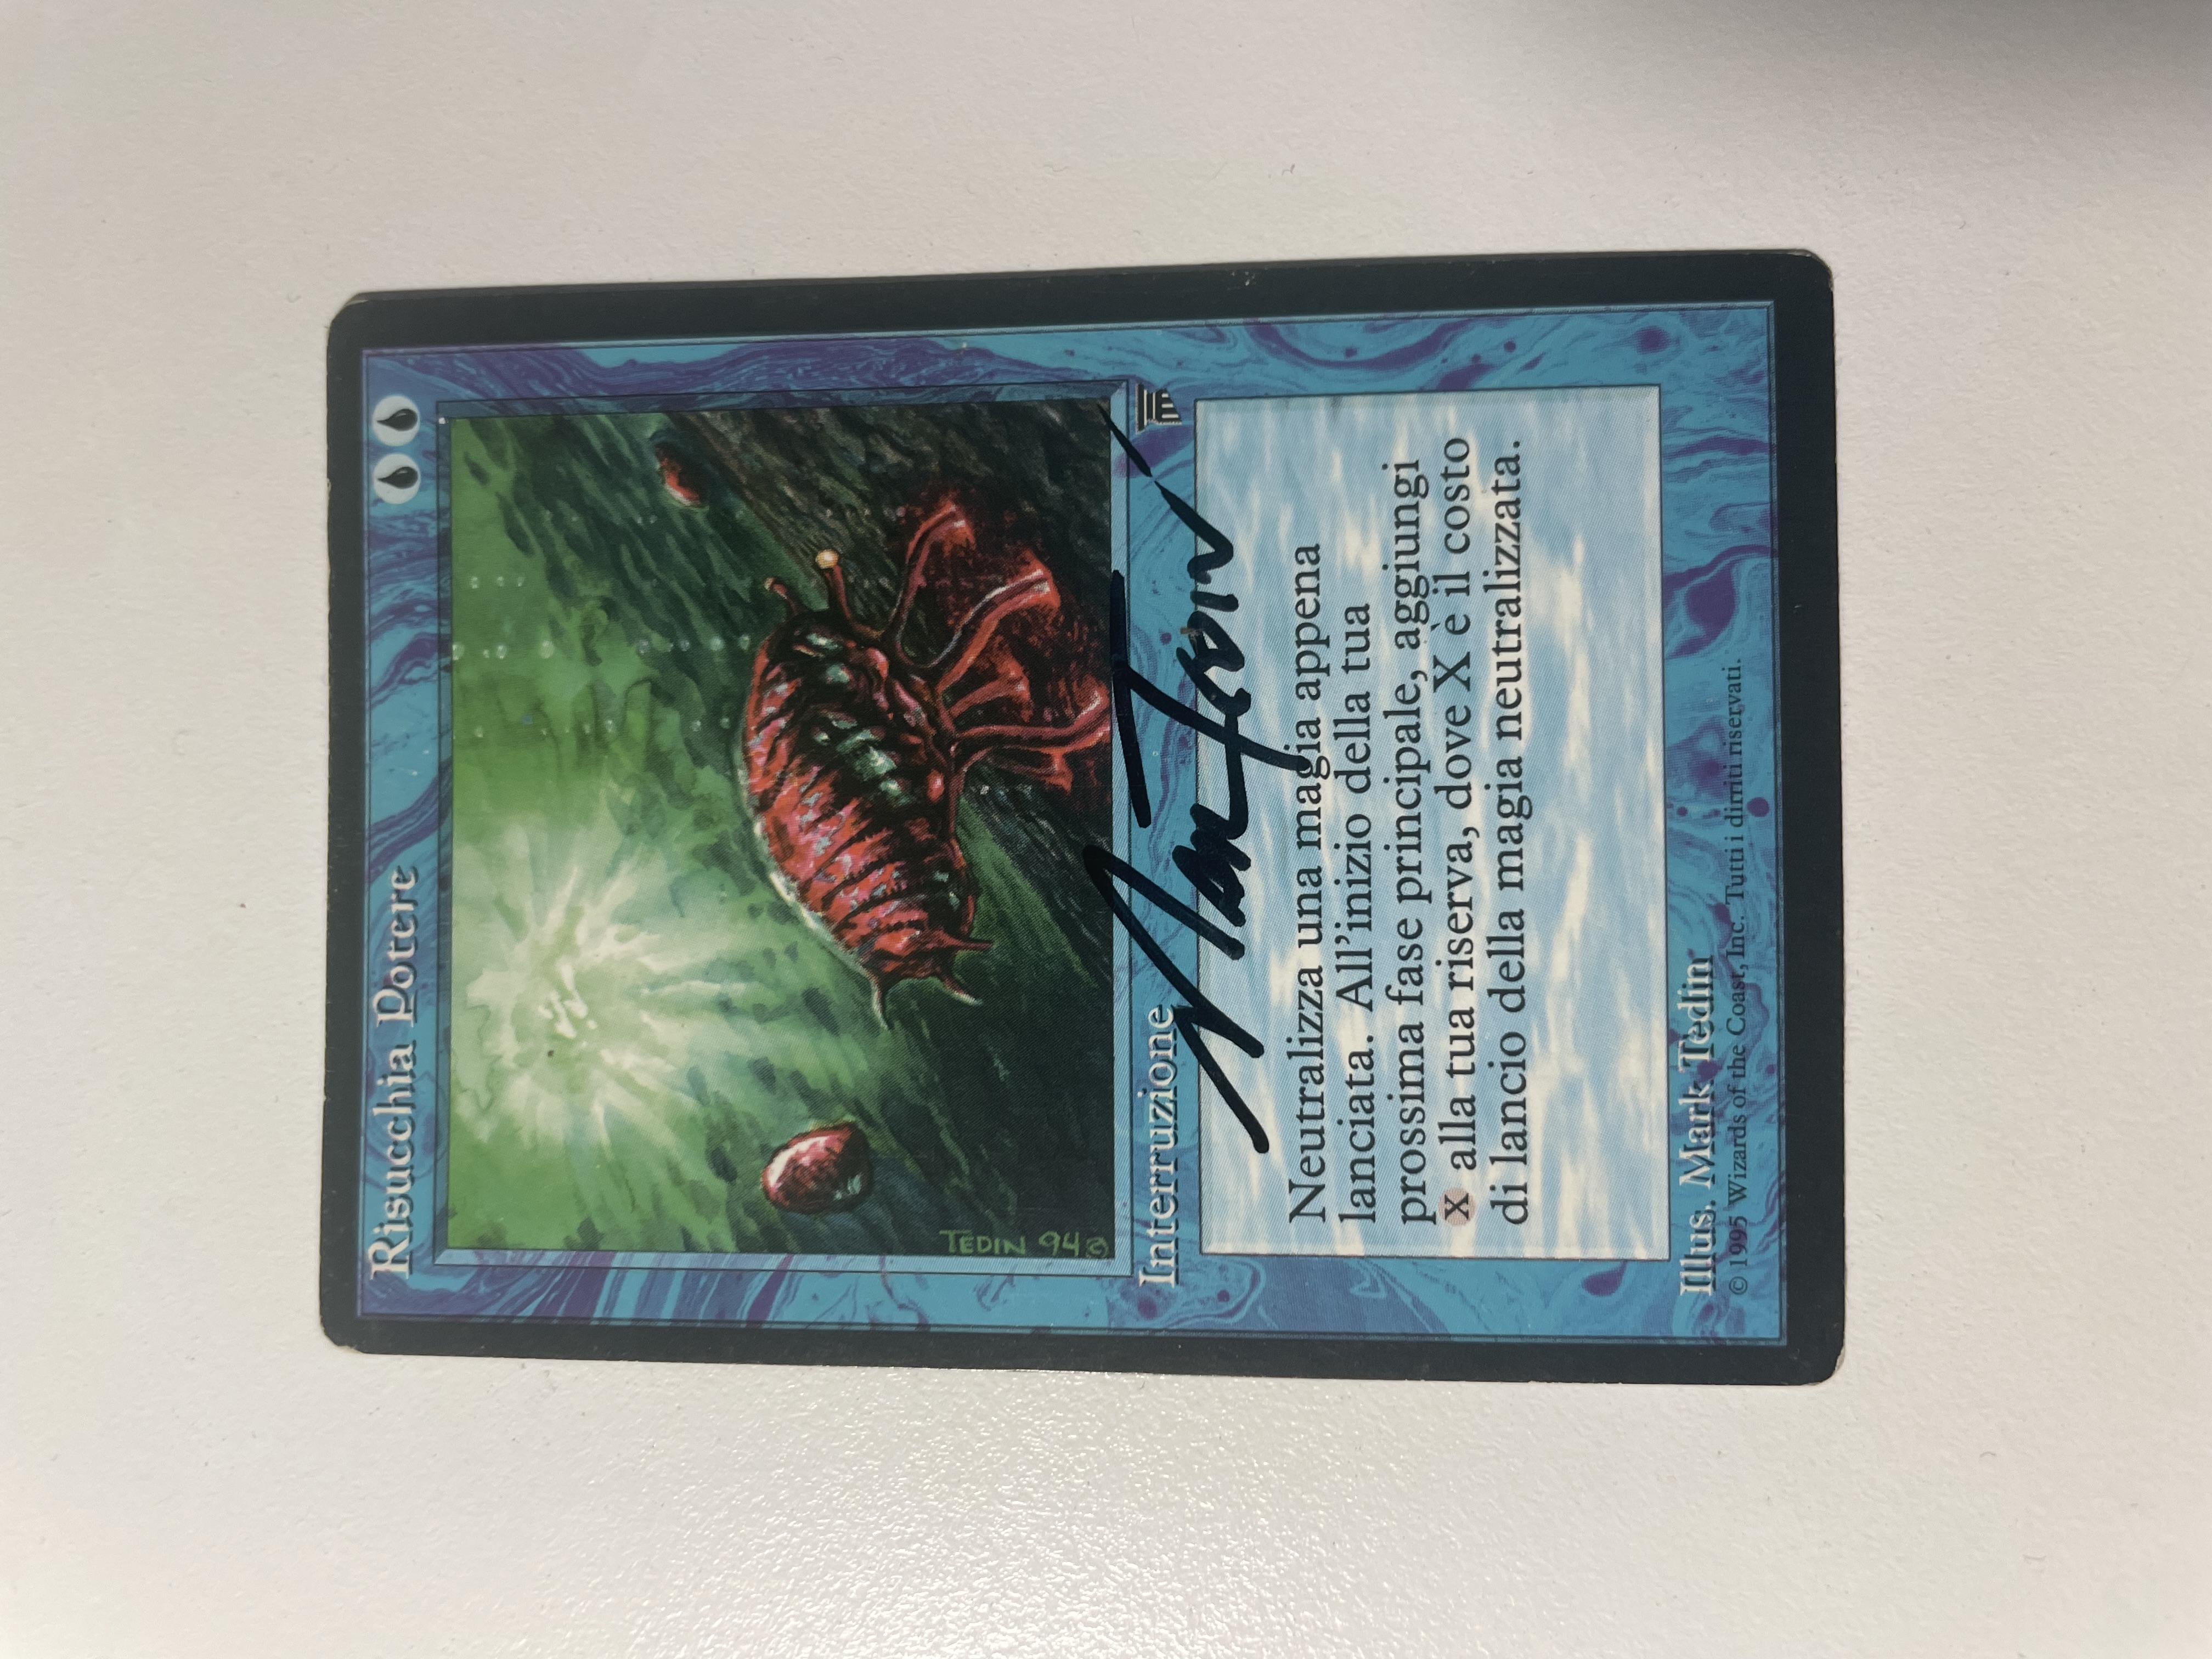 Risucchia Potere
TEDIN 94 ©
Interruzione
Mark Tedin
Neutralizza una magia appena
lanciata. All'inizio della tua
prossima fase principale, aggiungi
X alla tua riserva, dove X è il costo
di lancio della magia neutralizzata.
Illus. Mark Tedin
© 1995 Wizards of the Coast, Inc. Tutti i diritti riservati.